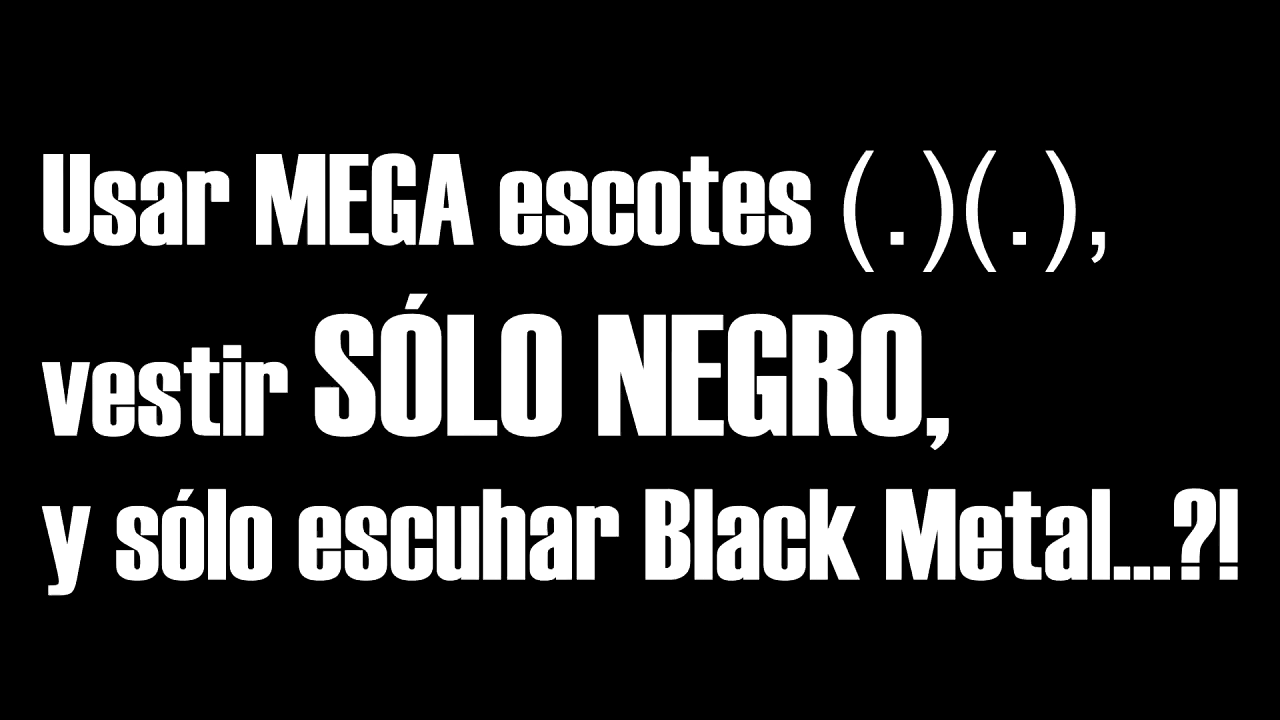 Usar MEGA escotes (.)(.),
vestir SÓLO NEGRO,
y sólo escuhar Black Metal...?!